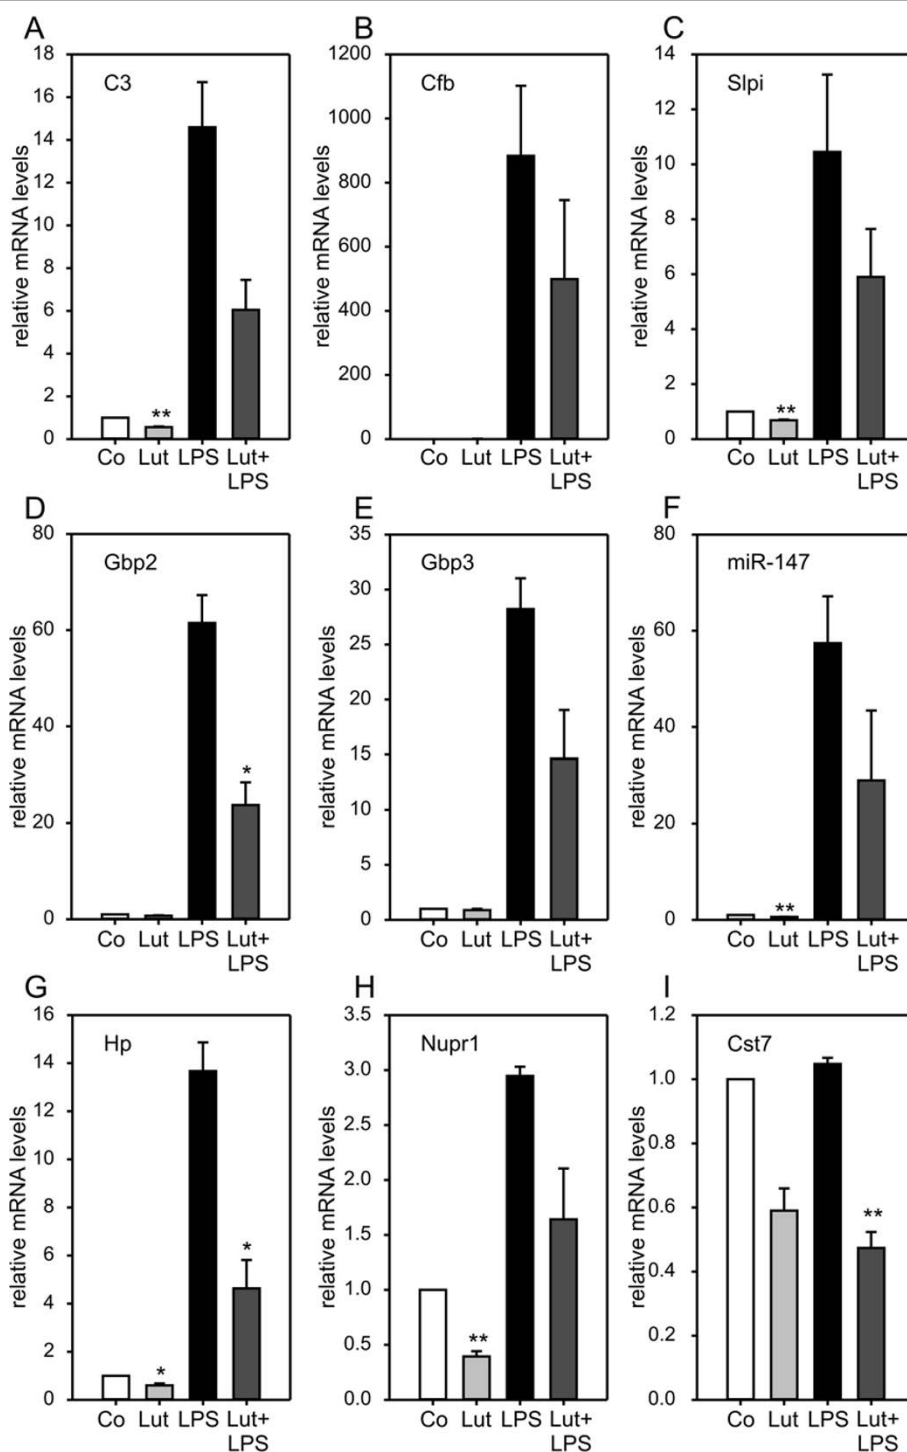 A
relative mRNA levels
18
16
14
12
10
8
6
4
2
0
C3
**
Co Lut LPS Lut+
LPS
B
relative mRNA levels
1200
1000
800
600
400
200
0
Cfb
Co Lut LPS Lut+
LPS
C
relative mRNA levels
14
12
10
8
6
4
2
0
Slpi
**
Co Lut LPS Lut+
LPS
D
relative mRNA levels
80
60
40
20
0
Gbp2
*
Co Lut LPS Lut+
LPS
E
relative mRNA levels
35
30
25
20
15
10
5
0
Gbp3
Co Lut LPS Lut+
LPS
F
relative mRNA levels
80
60
40
20
0
miR-147
**
Co Lut LPS Lut+
LPS
G
relative mRNA levels
16
14
12
10
8
6
4
2
0
Hp
*
*
Co Lut LPS Lut+
LPS
H
relative mRNA levels
3.5
3.0
2.5
2.0
1.5
1.0
0.5
0.0
Nupr1
**
Co Lut LPS Lut+
LPS
I
relative mRNA levels
1.2
1.0
0.8
0.6
0.4
0.2
0.0
Cst7
**
Co Lut LPS Lut+
LPS